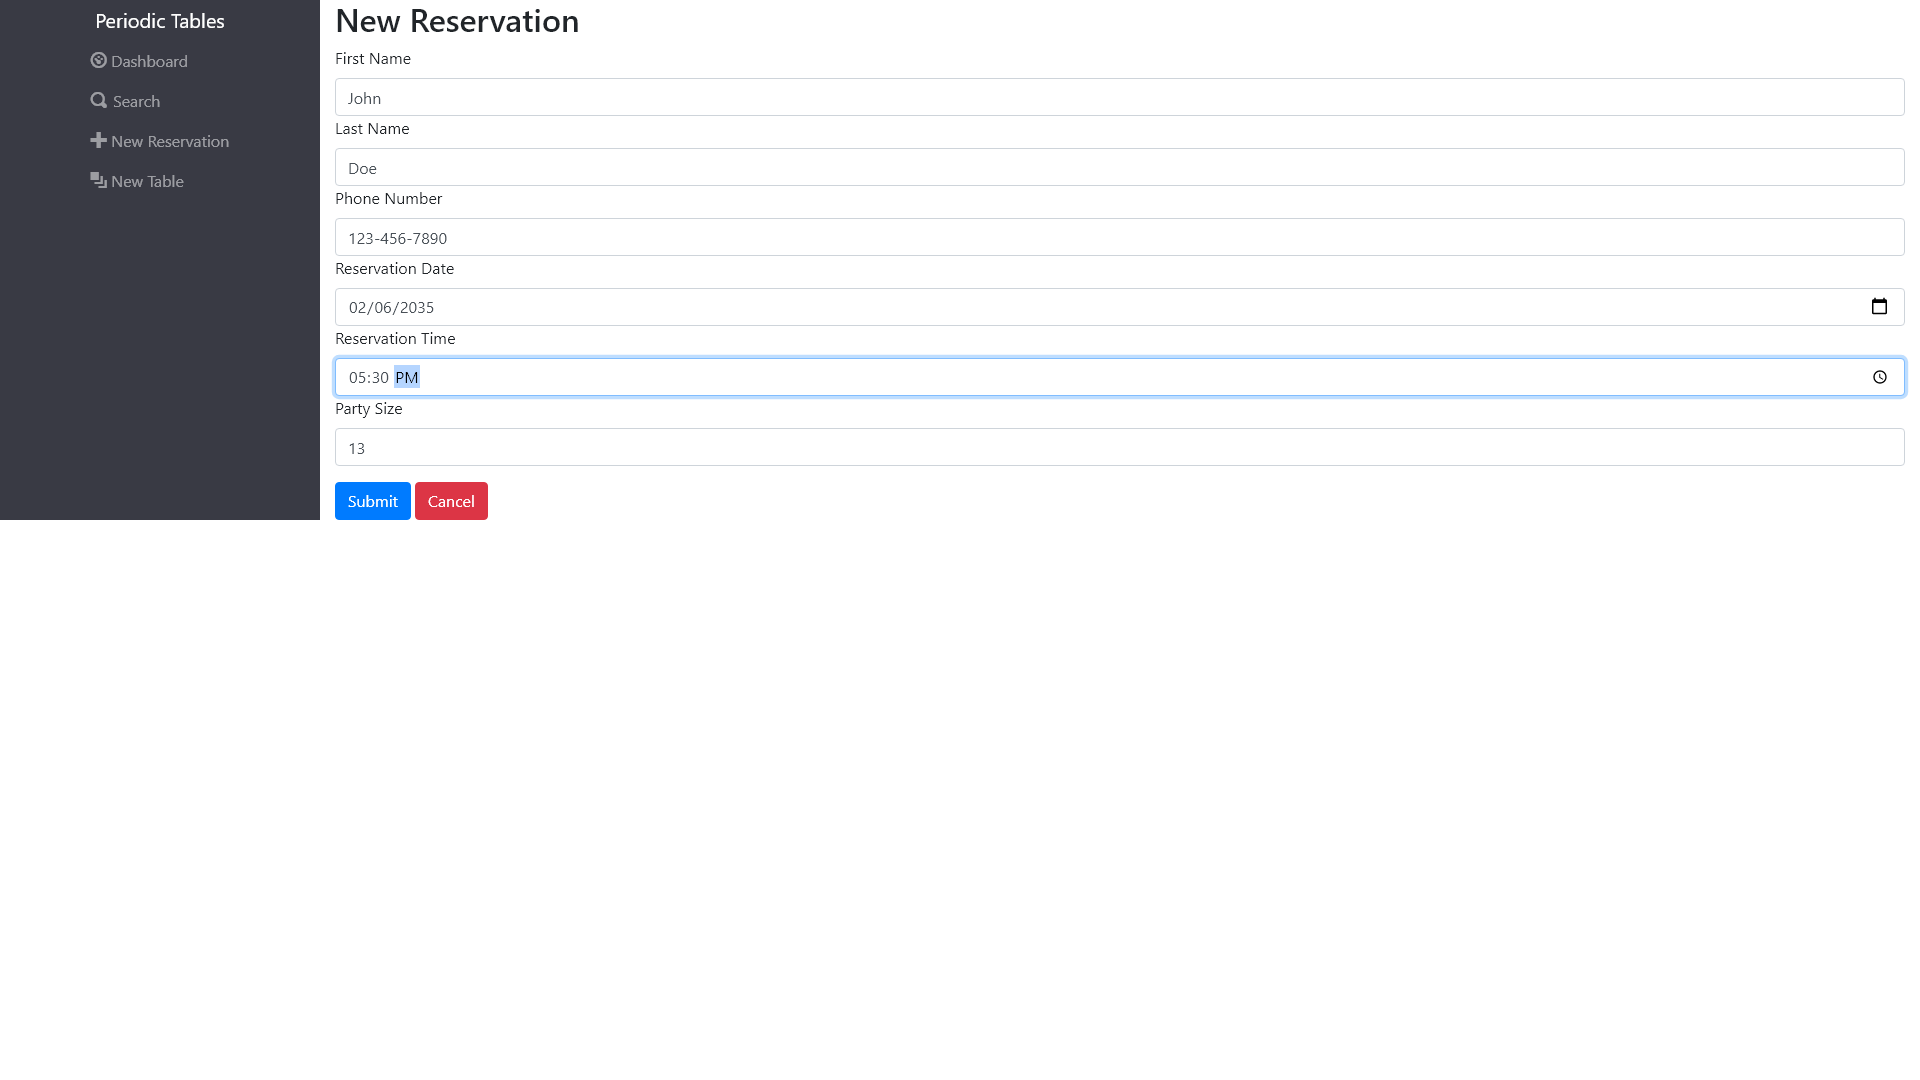 Periodic Tables
Dashboard
Search
New Reservation
New Table
New Reservation
First Name
John
Last Name
Doe
Phone Number
123-456-7890
Reservation Date
02/06/2035
Reservation Time
05:30 PM
Party Size
13
Submit Cancel